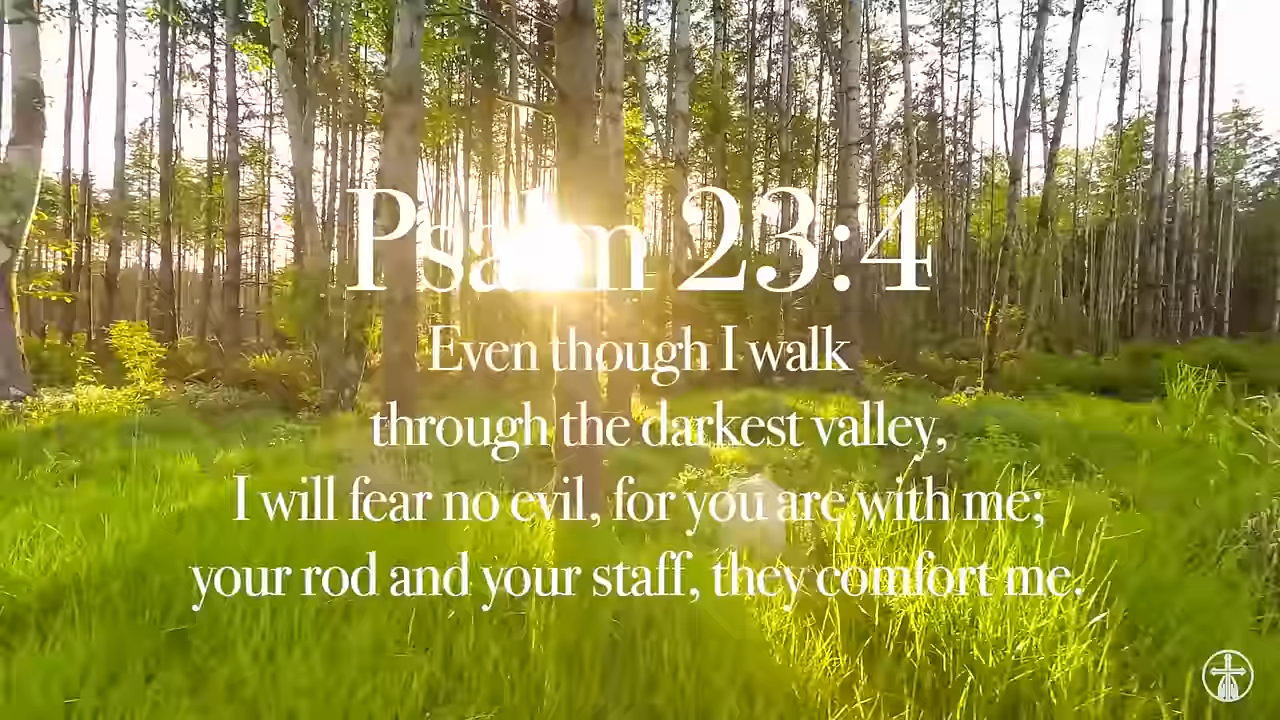 Psalm 23:4
Even though I walk
through the darkest valley,
I will fear no evil, for you are with me;
your rod and your staff, they comfort me.